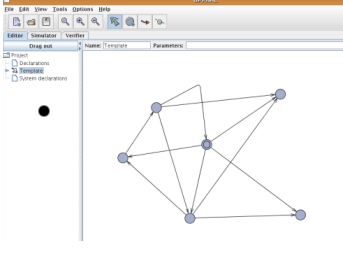 File Edit View Tools Options Help
Editor Simulator Verifier
Drag out
Name: Template Parameters:
Project
Declarations
Template
System declarations